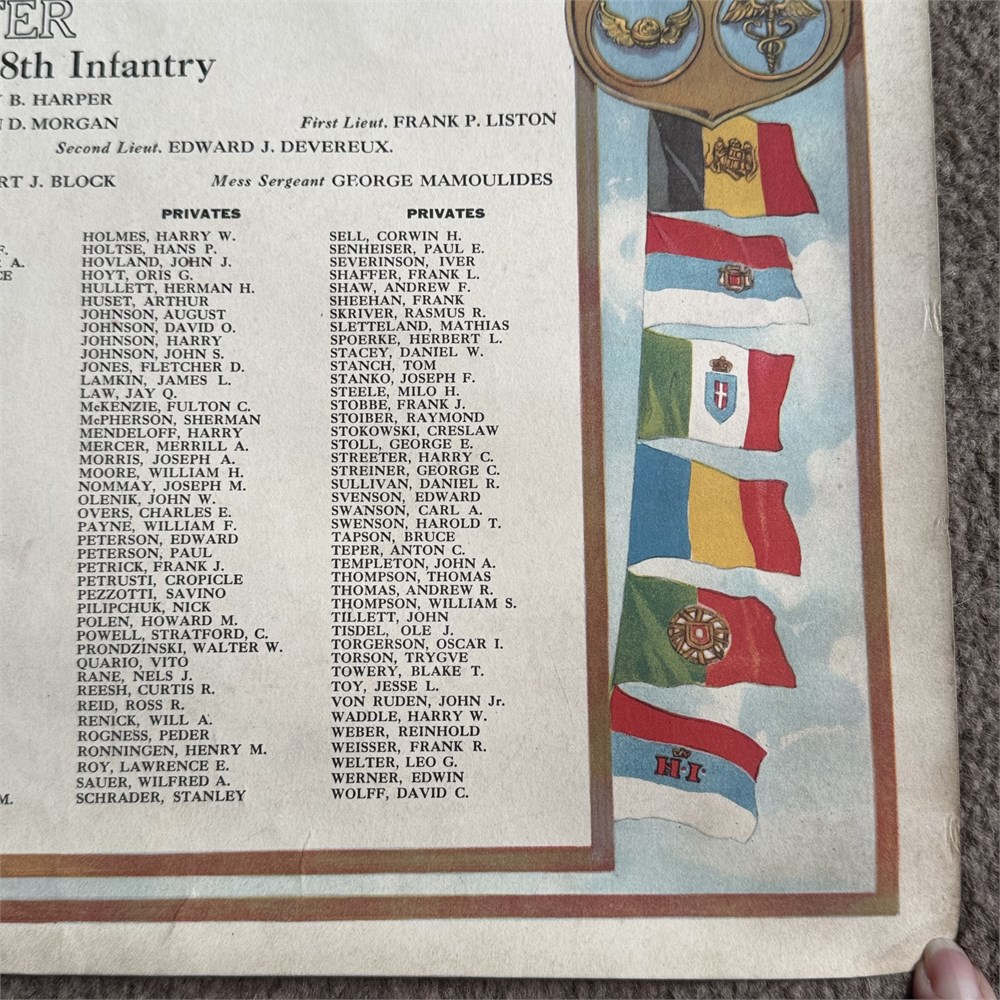 TER
8th Infantry
Y B. HARPER
N D. MORGAN First Lieut. FRANK P. LISTON
Second Lieut. EDWARD J. DEVEREUX.
RT J. BLOCK Mess Sergeant GEORGE MAMOULIDES
F.
A.
CE
M.
PRIVATES
HOLMES, HARRY W.
HOLTSE, HANS P.
HOVLAND, JOHN J.
HOYT, ORIS G.
HULLETT, HERMAN H.
HUSET, ARTHUR
JOHNSON, AUGUST
JOHNSON, DAVID O.
JOHNSON, HARRY
JOHNSON, JOHN S.
JONES, FLETCHER D.
LAMKIN, JAMES L.
LAW, JAY Q.
McKENZIE, FULTON C.
McPHERSON, SHERMAN
MENDELOFF, HARRY
MERCER, MERRILL A.
MORRIS, JOSEPH A.
MOORE, WILLIAM H.
NOMMAY, JOSEPH M.
OLENIK, JOHN W.
OVERS, CHARLES E.
PAYNE, WILLIAM F.
PETERSON, EDWARD
PETERSON, PAUL
PETRICK, FRANK J.
PETRUSTI, CROPICLE
PEZZOTTI, SAVINO
PILIPCHUK, NICK
POLEN, HOWARD M.
POWELL, STRATFORD, C.
PRONDZINSKI, WALTER W.
QUARIO, VITO
RANE, NELS J.
REESH, CURTIS R.
REID, ROSS R.
RENICK, WILL A.
ROGNESS, PEDER
RONNINGEN, HENRY M.
ROY, LAWRENCE E.
SAUER, WILFRED A.
SCHRADER, STANLEY
PRIVATES
SELL, CORWIN H.
SENHEISER, PAUL E.
SEVERINSON, IVER
SHAFFER, FRANK L.
SHAW, ANDREW F.
SHEEHAN, FRANK
SKRIVER, RASMUS R.
SLETTELAND, MATHIAS
SPOERKE, HERBERT L.
STACEY, DANIEL W.
STANCH, TOM
STANKO, JOSEPH F.
STEELE, MILO H.
STOBBE, FRANK J.
STOIBER, RAYMOND
STOKOWSKI, CRESLAW
STOLL, GEORGE E.
STREETER, HARRY C.
STREINER, GEORGE C.
SULLIVAN, DANIEL R.
SVENSON, EDWARD
SWANSON, CARL A.
SWENSON, HAROLD T.
TAPSON, BRUCE
TEPER, ANTON C.
TEMPLETON, JOHN A.
THOMPSON, THOMAS
THOMAS, ANDREW R.
THOMPSON, WILLIAM S.
TILLETT, JOHN
TISDEL, OLE J.
TORGERSON, OSCAR I.
TORSON, TRYGVE
TOWERY, BLAKE T.
TOY, JESSE L.
VON RUDEN, JOHN Jr.
WADDLE, HARRY W.
WEBER, REINHOLD
WEISSER, FRANK R.
WELTER, LEO G.
WERNER, EDWIN
WOLFF, DAVID C.
H·I·